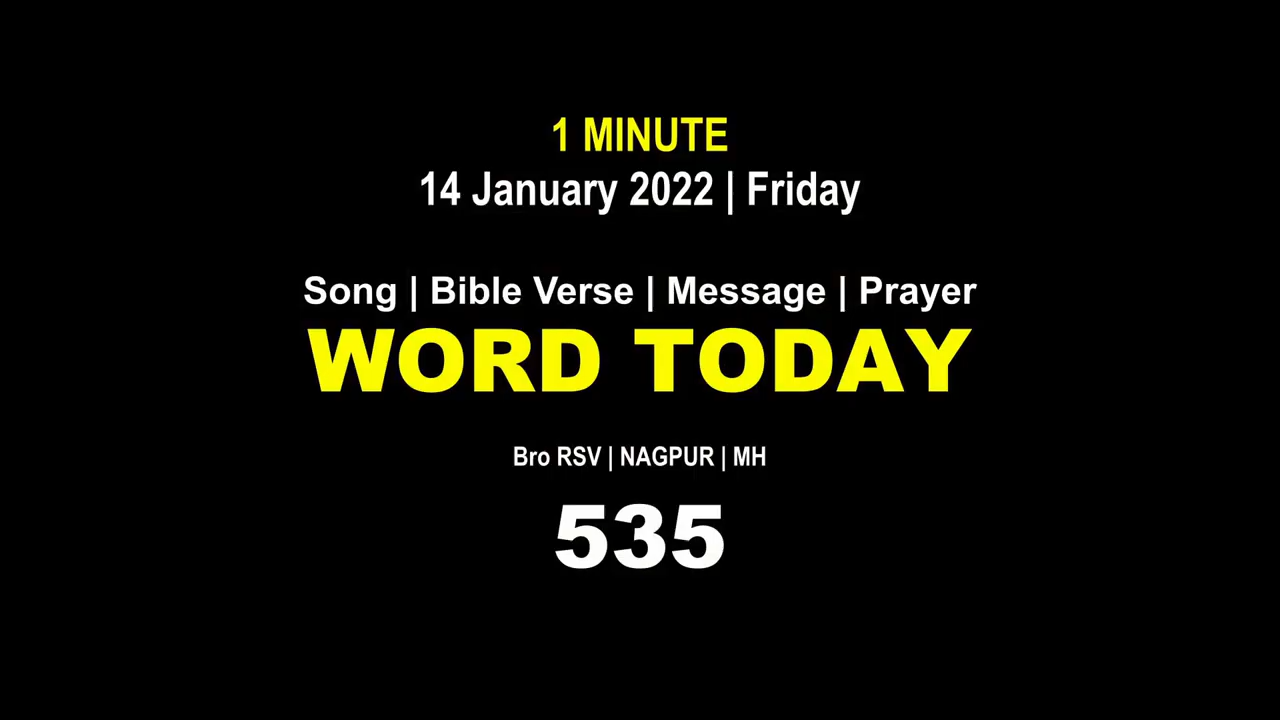 1 MINUTE
14 January 2022 | Friday
Song | Bible Verse | Message | Prayer
WORD TODAY
Bro RSV | NAGPUR | MH
535